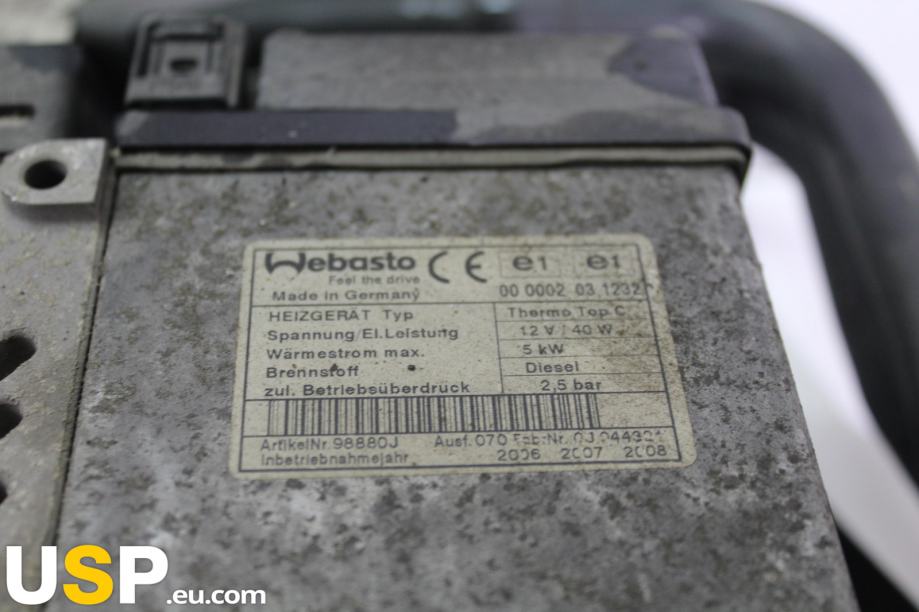 Webasto CE e1 e1
Feel the drive
Made in Germany 00 0002 03 1232
HEIZGERÄT Typ Thermo Top C
Spannung/El.Leistung 12 V / 40 W
Wärmestrom max. 5 kW
Brennstoff Diesel
zul. Betriebsüberdruck 2,5 bar
ArtikelNr. 98880J Ausf. 070 Fabr.Nr.
Inbetriebnahmejahr 2006 2007 2008
USP.eu.com